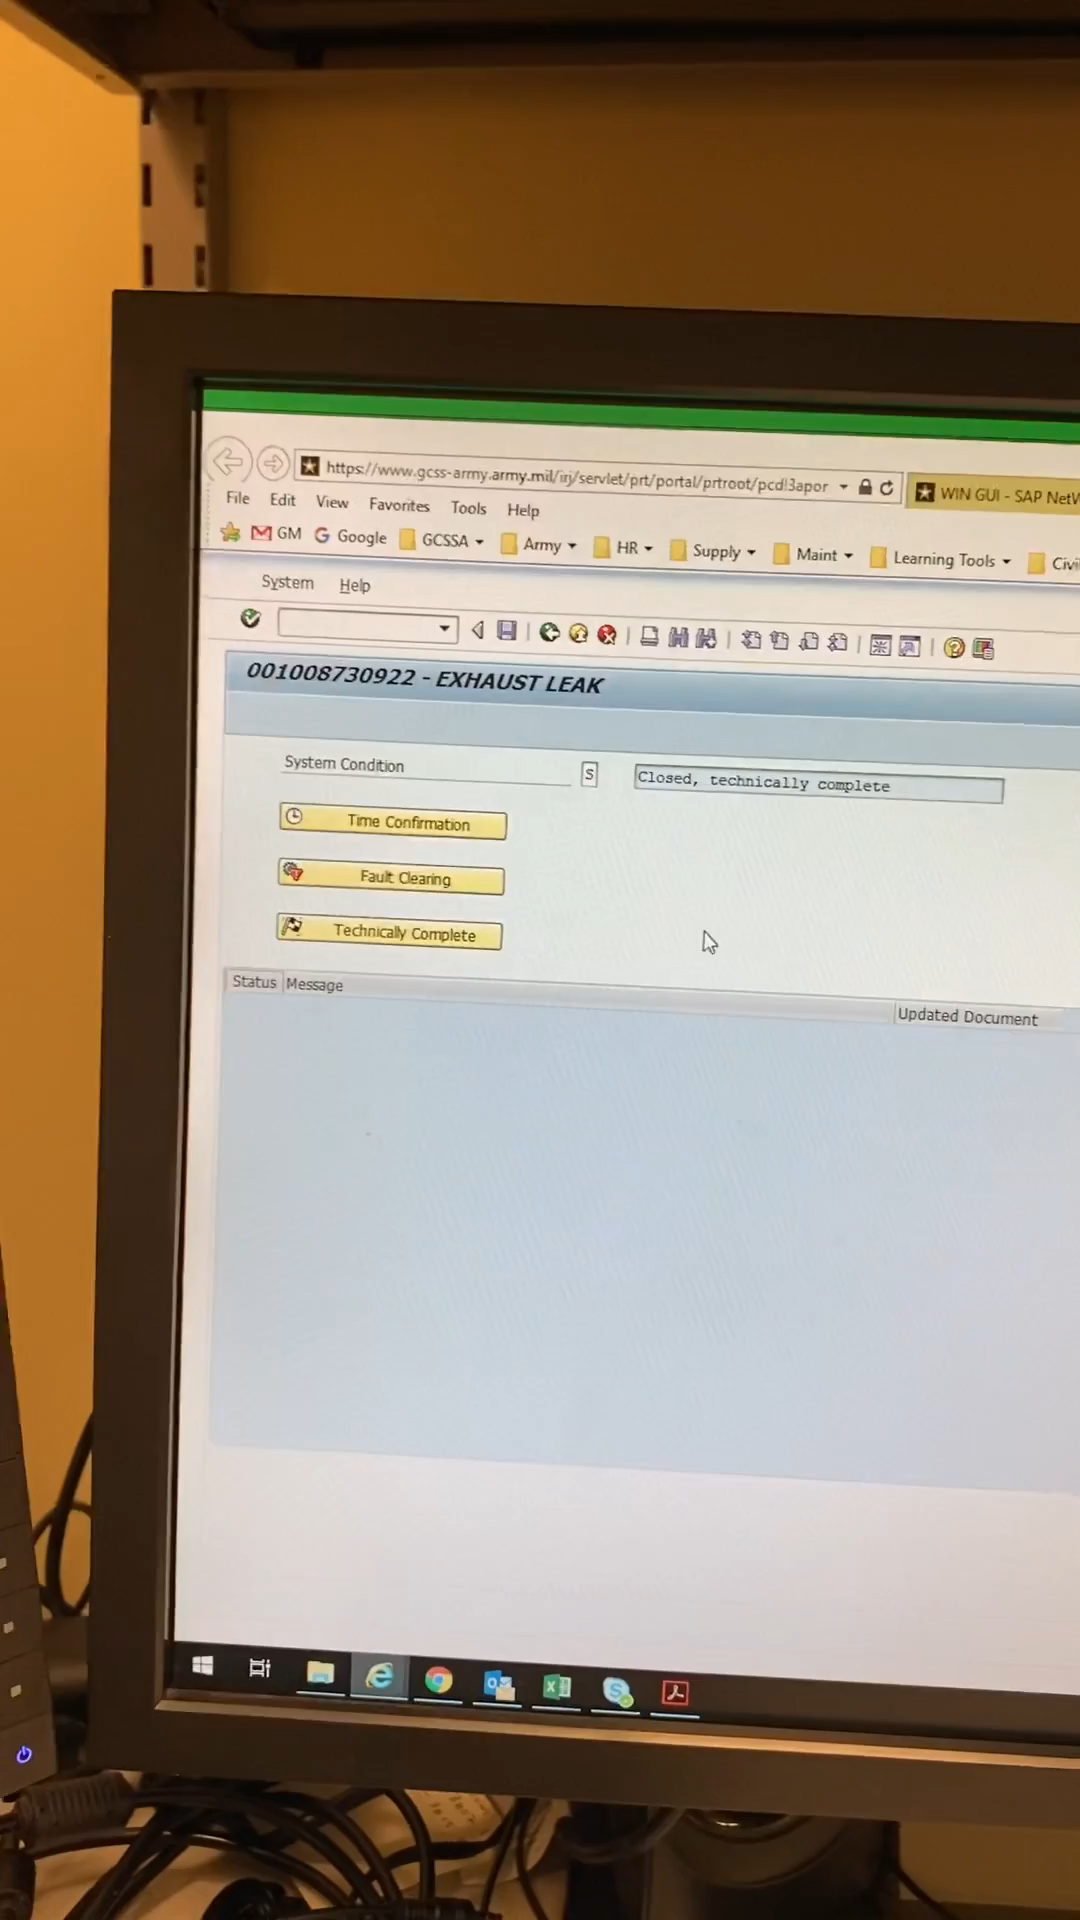 https://www.gcss-army.army.mil/irj/servlet/prt/portal/prtroot/pcd!3apor
WIN GUI - SAP NetW
File Edit View Favorites Tools Help
GM Google GCSSA Army HR Supply Maint Learning Tools Civi
System Help
001008730922 - EXHAUST LEAK
System Condition S Closed, technically complete
Time Confirmation
Fault Clearing
Technically Complete
Status Message Updated Document